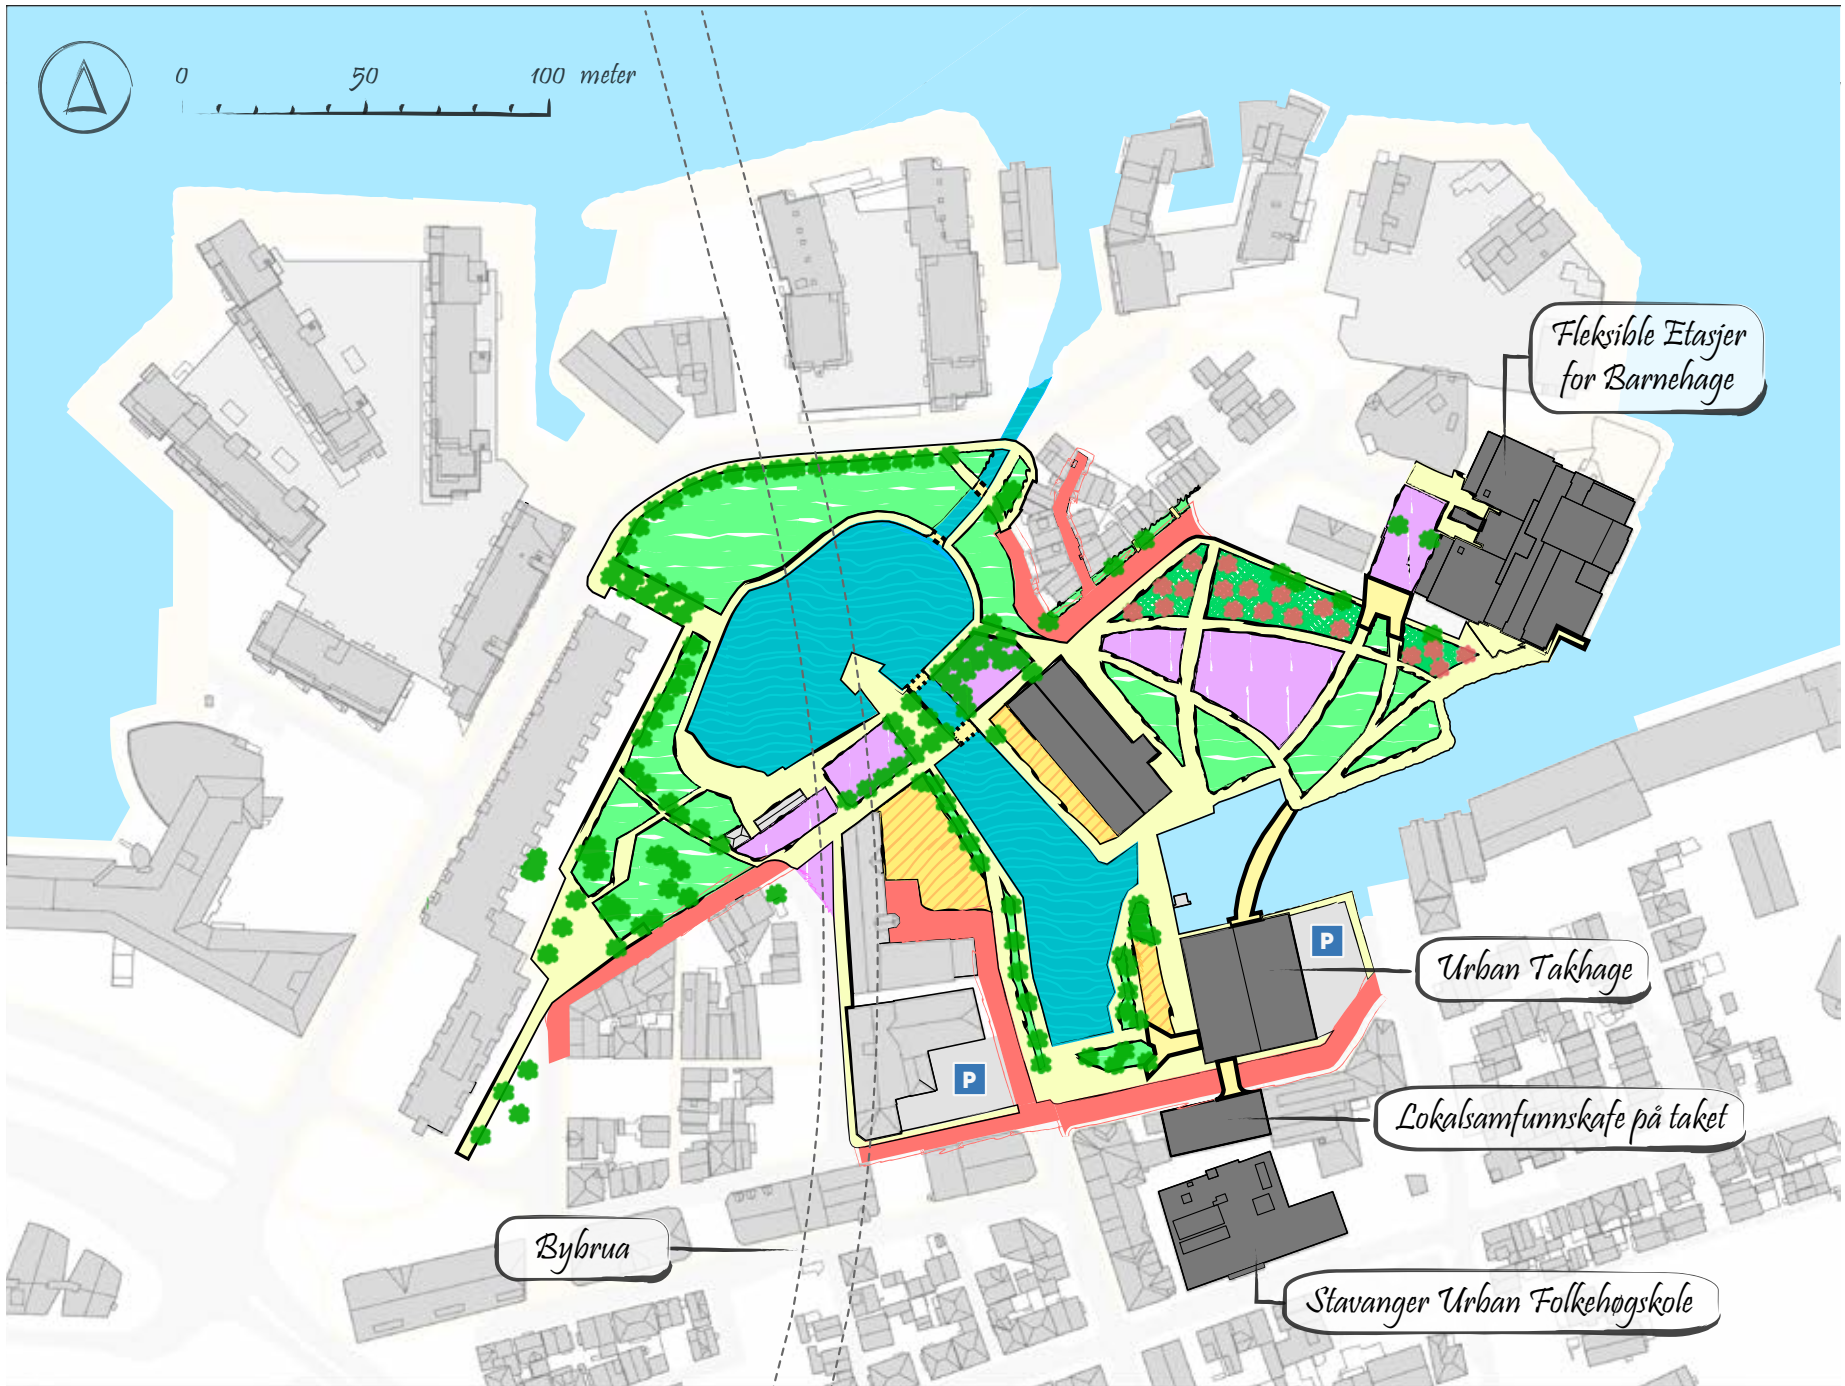 0 50 100 meter
Fleksible Etasjer
for Barnehage
P
Urban Takhage
P
Lokalsamfunnskafe på taket
Bybrua
Stavanger Urban Folkehøgskole